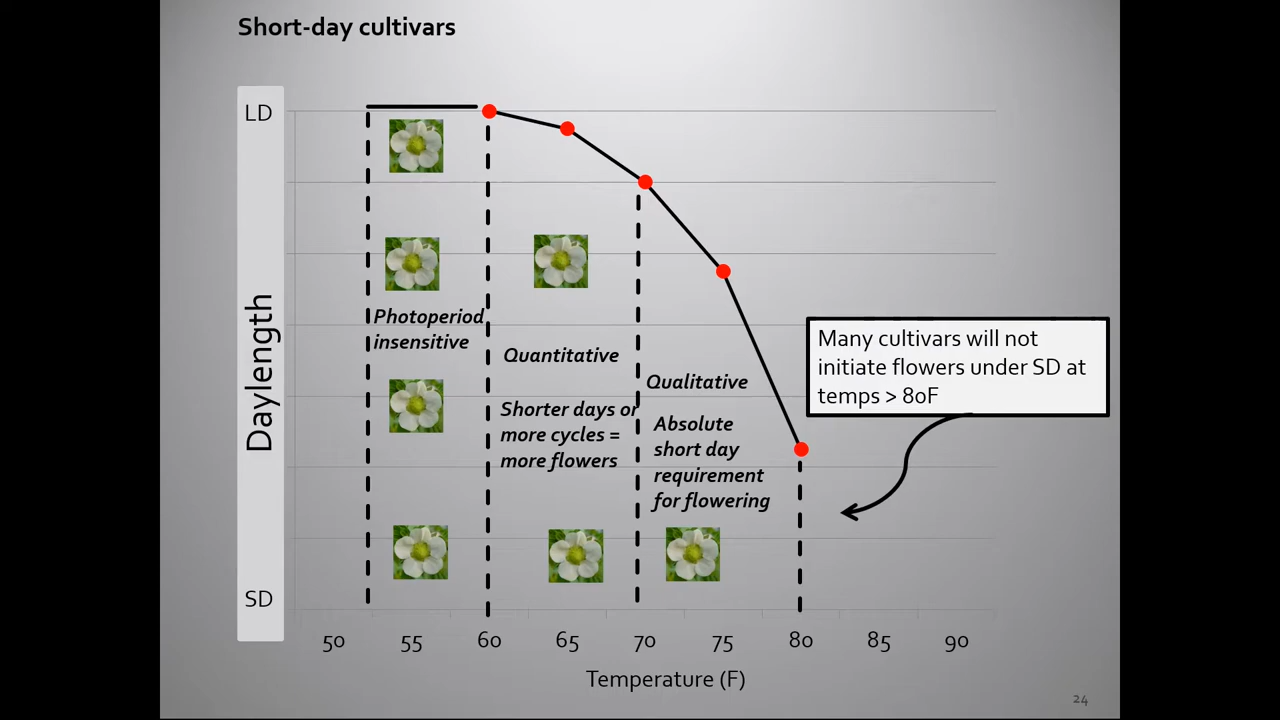 Short-day cultivars
LD
Daylength
SD
Photoperiod
insensitive
Quantitative
Shorter days or
more cycles =
more flowers
Qualitative
Absolute
short day
requirement
for flowering
Many cultivars will not
initiate flowers under SD at
temps > 80F
50 55 60 65 70 75 80 85 90
Temperature (F)
24